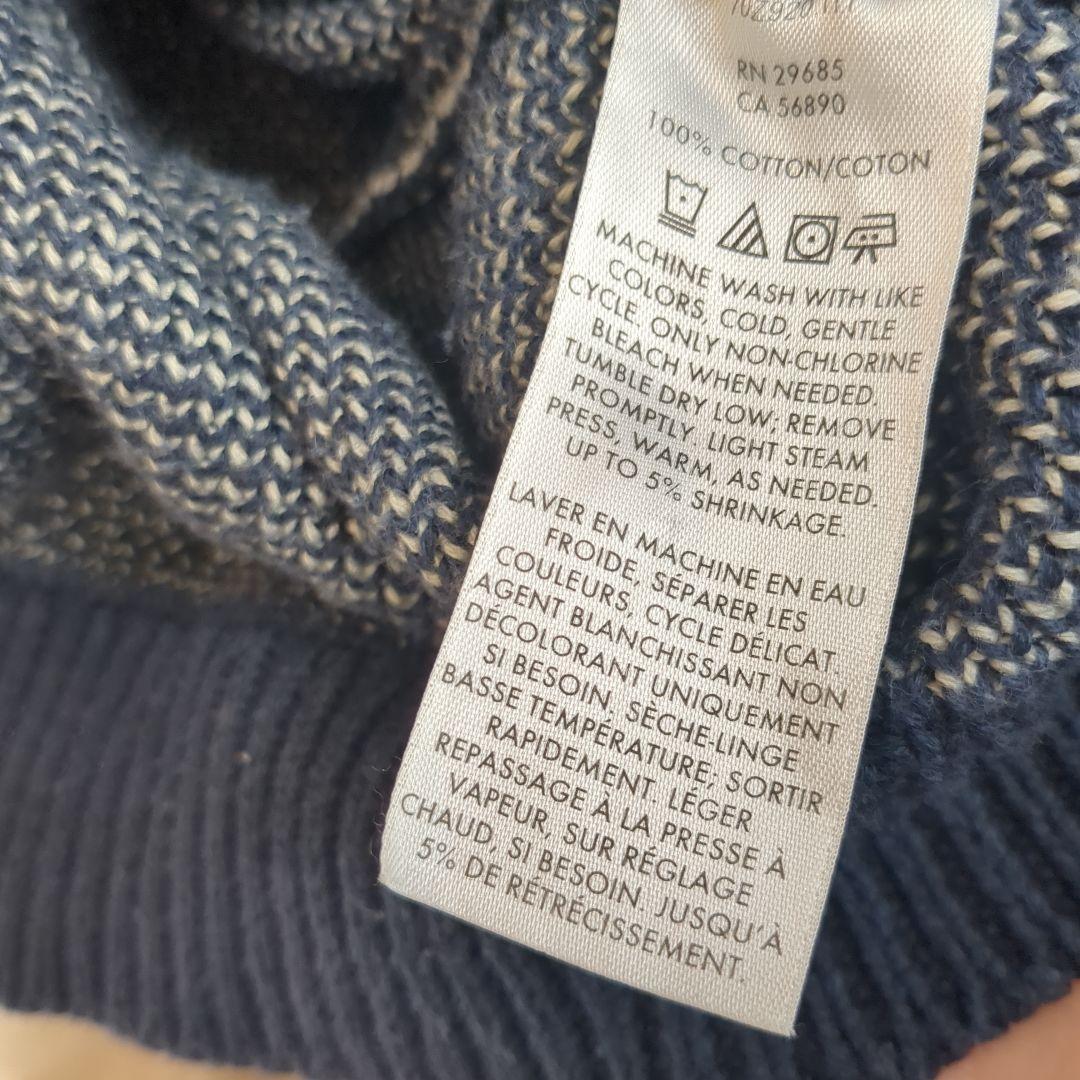 RN 29685
CA 56890
100% COTTON/COTON
MACHINE WASH WITH LIKE
COLORS, COLD, GENTLE
CYCLE. ONLY NON-CHLORINE
BLEACH WHEN NEEDED.
TUMBLE DRY LOW; REMOVE
PROMPTLY. LIGHT STEAM
PRESS, WARM, AS NEEDED.
UP TO 5% SHRINKAGE.
LAVER EN MACHINE EN EAU
FROIDE, SÉPARER LES
COULEURS, CYCLE DÉLICAT.
AGENT BLANCHISSANT NON
DÉCOLORANT UNIQUEMENT
SI BESOIN, SÈCHE-LINGE
BASSE TEMPÉRATURE; SORTIR
RAPIDEMENT. LÉGER
REPASSAGE À LA PRESSE À
VAPEUR, SUR RÉGLAGE
CHAUD, SI BESOIN. JUSQU'À
5% DE RETRÉCISSEMENT.